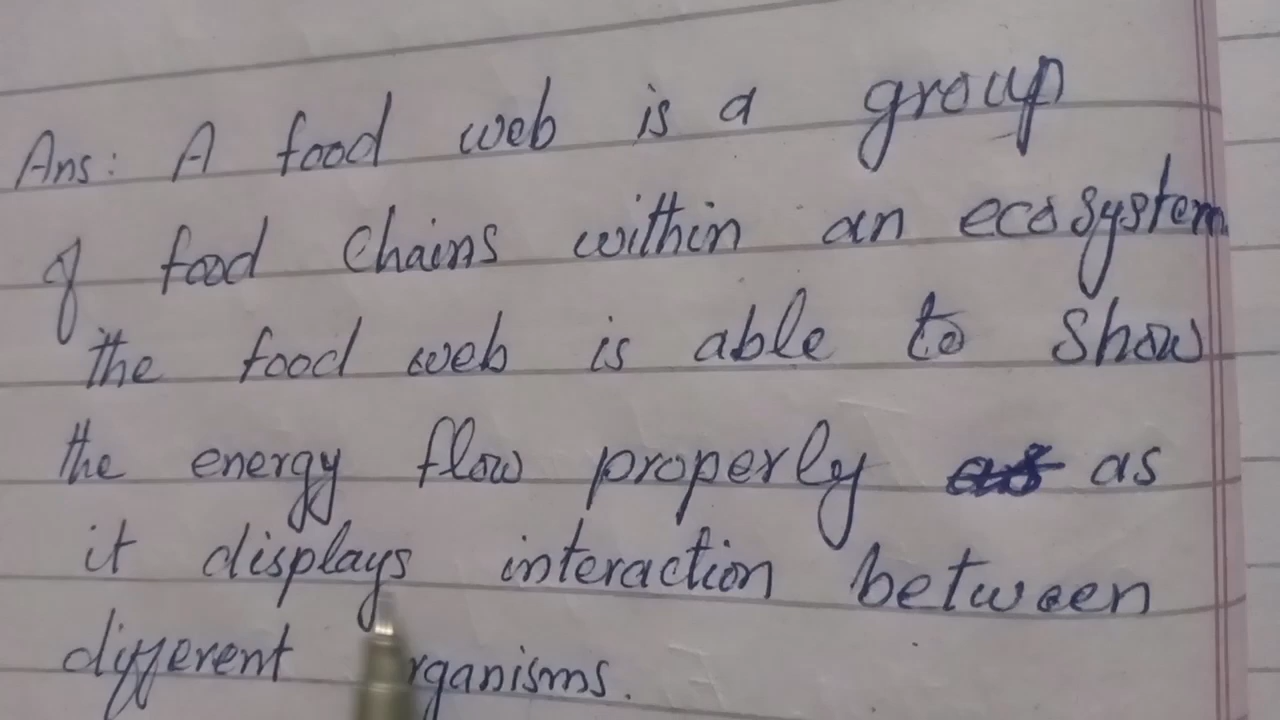 Ans: A food web is a group
of food chains within an ecosystem
the food web is able to show
the energy flow properly as
it displays interaction between
different rganisms.